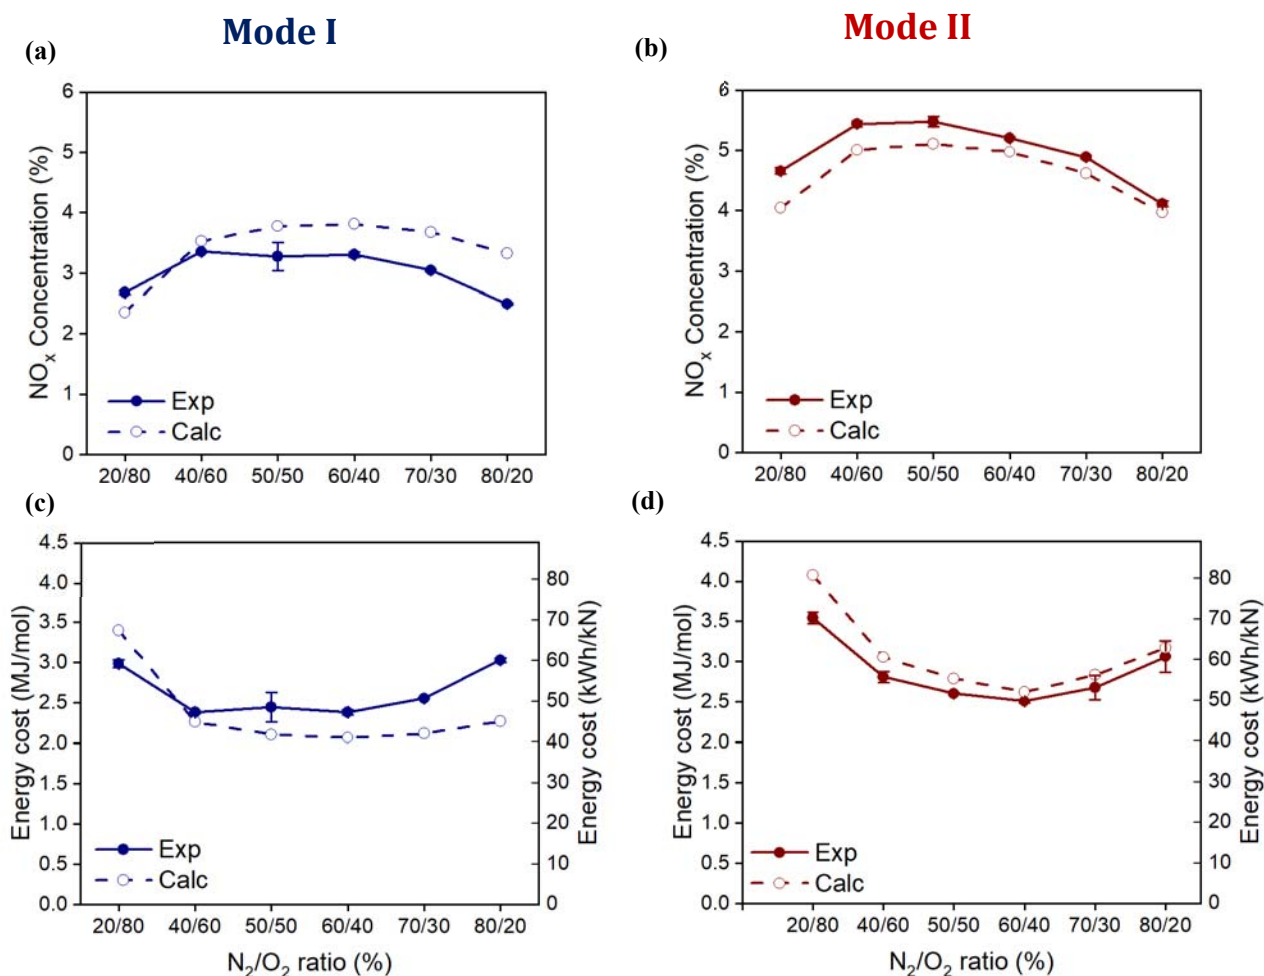 Mode I
Mode II
(a)
(b)
6
5
4
3
2
1
0
NOx Concentration (%)
Exp
Calc
20/80 40/60 50/50 60/40 70/30 80/20
6
5
4
3
2
1
0
NOx Concentration (%)
Exp
Calc
20/80 40/60 50/50 60/40 70/30 80/20
(c)
(d)
4.5
4.0
3.5
3.0
2.5
2.0
1.5
1.0
0.5
0.0
Energy cost (MJ/mol)
Exp
Calc
80
70
60
50
40
30
20
10
0
Energy cost (kWh/kN)
20/80 40/60 50/50 60/40 70/30 80/20
N2/O2 ratio (%)
4.5
4.0
3.5
3.0
2.5
2.0
1.5
1.0
0.5
0.0
Energy cost (MJ/mol)
Exp
Calc
80
70
60
50
40
30
20
10
0
Energy cost (kWh/kN)
20/80 40/60 50/50 60/40 70/30 80/20
N2/O2 ratio (%)